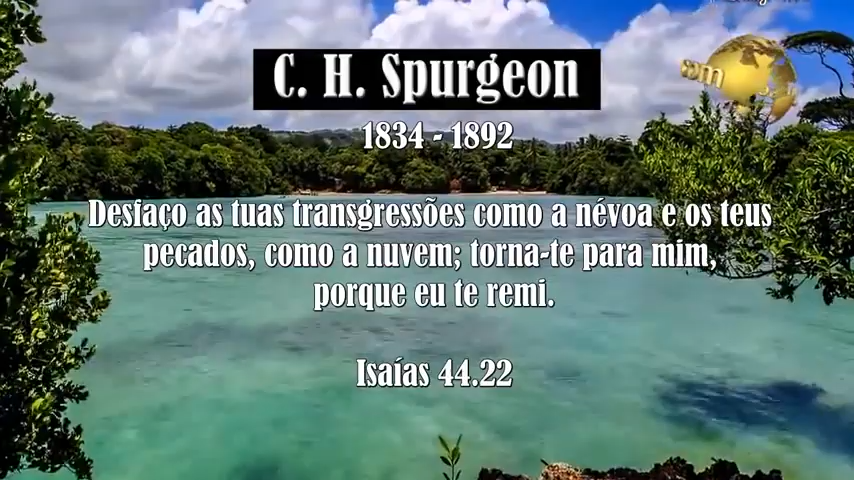 C. H. Spurgeon
1834 - 1892
Desfaço as tuas transgressões como a névoa e os teus
pecados, como a nuvem; torna-te para mim,
porque eu te remi.
Isaías 44.22